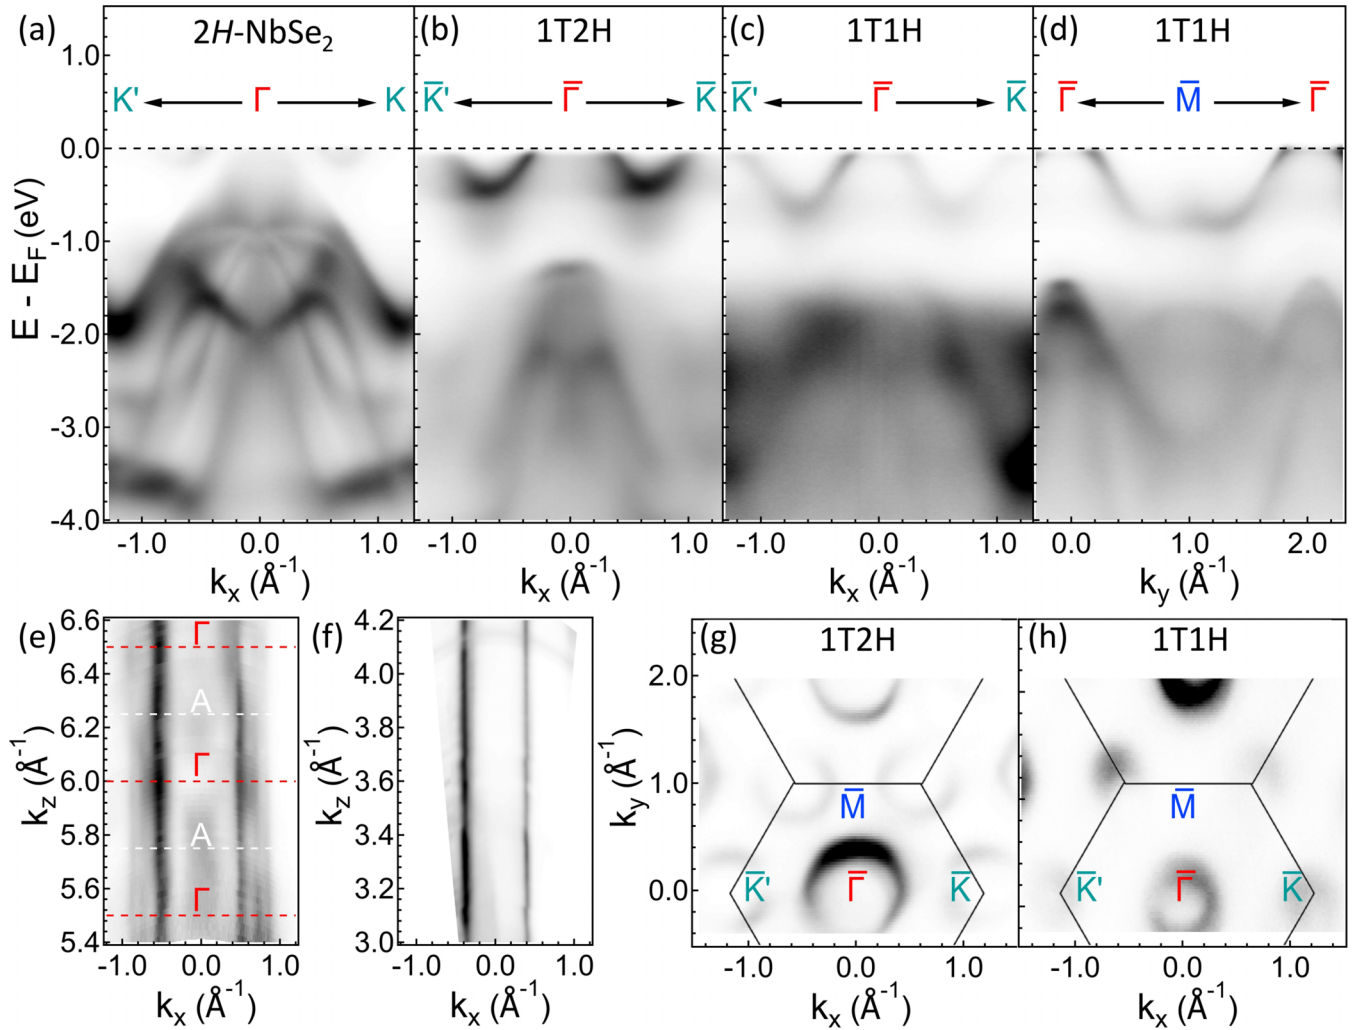 (a) 2H-NbSe2 (b) 1T2H (c) 1T1H (d) 1T1H
K' Γ K K̅' Γ̅ K̅ K̅' Γ̅ K̅ Γ̅ M̅ Γ̅
E - EF (eV)
1.0
0.0
-1.0
-2.0
-3.0
-4.0
-1.0 0.0 1.0 -1.0 0.0 1.0 -1.0 0.0 1.0 0.0 1.0 2.0
kx (Å-1) kx (Å-1) kx (Å-1) ky (Å-1)
(e)
kz (Å-1)
6.6
6.4
6.2
6.0
5.8
5.6
5.4
Γ
A
Γ
A
Γ
-1.0 0.0 1.0
kx (Å-1)
(f)
kz (Å-1)
4.2
4.0
3.8
3.6
3.4
3.2
3.0
-1.0 0.0 1.0
kx (Å-1)
(g) 1T2H
ky (Å-1)
2.0
1.0
0.0
M̅
K̅' Γ̅ K̅
-1.0 0.0 1.0
kx (Å-1)
(h) 1T1H
M̅
K̅' Γ̅ K̅
-1.0 0.0 1.0
kx (Å-1)